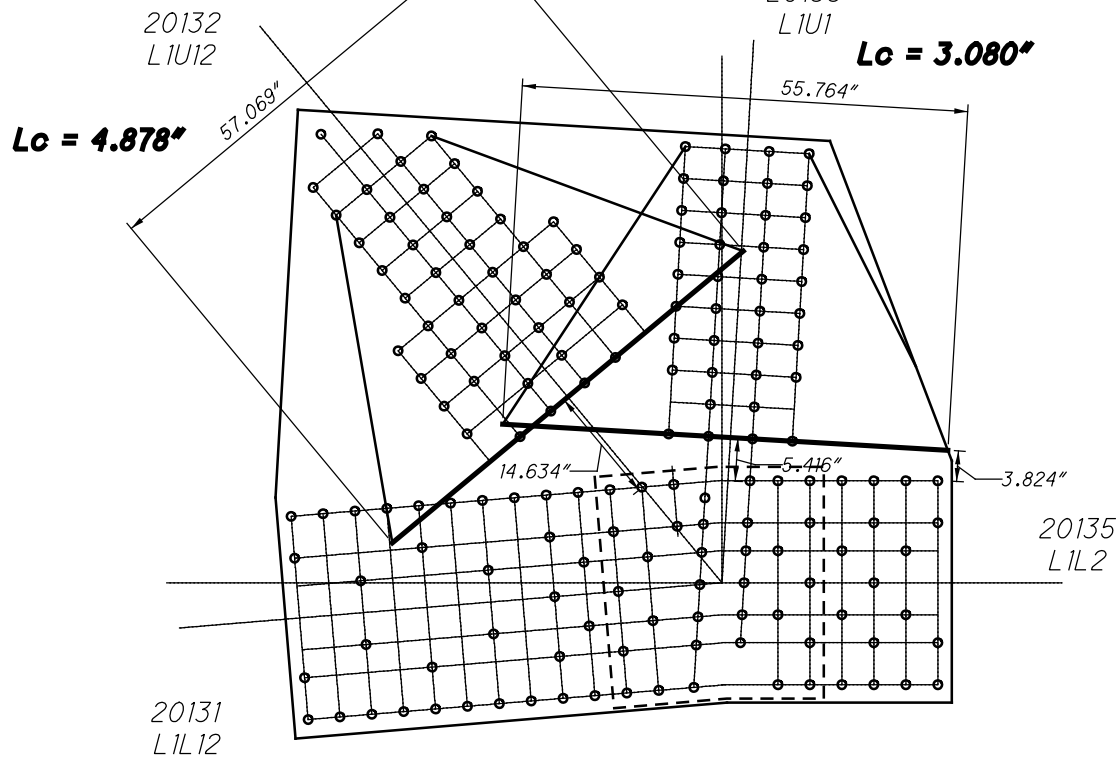 20132
L1U12
L1U1
Lc = 3.080"
55.764"
57.069"
Lc = 4.878"
14.634"
5.416"
3.824"
20135
L1L2
20131
L1L12